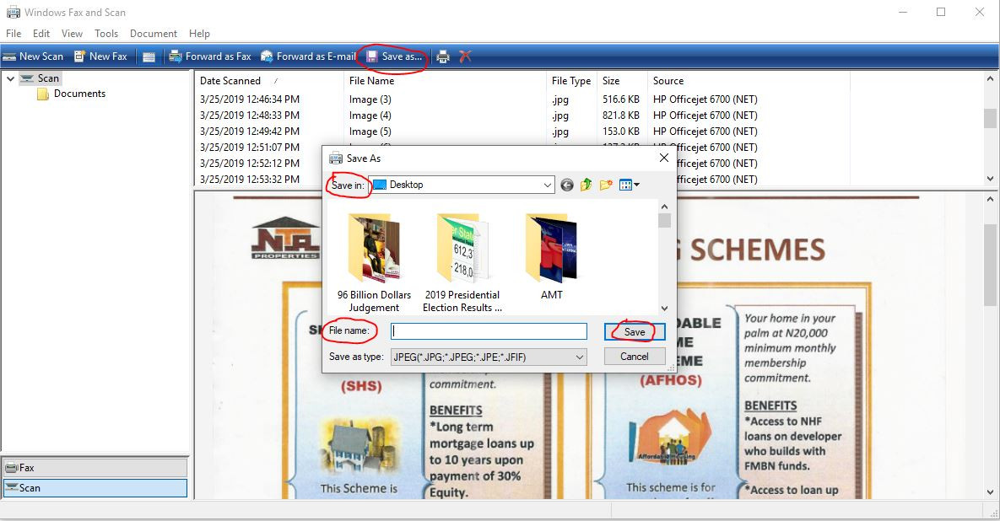 Windows Fax and Scan
File Edit View Tools Document Help
New Scan New Fax Forward as Fax Forward as E-mail Save as...
Scan
Documents
Date Scanned File Name File Type Size Source
3/25/2019 12:46:34 PM Image (3) .jpg 516.6 KB HP Officejet 6700 (NET)
3/25/2019 12:48:33 PM Image (4) .jpg 821.8 KB HP Officejet 6700 (NET)
3/25/2019 12:49:42 PM Image (5) .jpg 153.0 KB HP Officejet 6700 (NET)
3/25/2019 12:51:07 PM HP Officejet 6700 (NET)
3/25/2019 12:52:12 PM HP Officejet 6700 (NET)
3/25/2019 12:53:32 PM HP Officejet 6700 (NET)
Save As
Save in: Desktop
612,3
- 218,0
96 Billion Dollars
Judgement
2019 Presidential
Election Results ...
AMT
File name:
Save
Save as type: JPEG(*.JPG;*.JPEG;*.JPE;*.JFIF)
Cancel
NTA
PROPERTIES
SCHEMES
(SHS)
commitment.
BENEFITS
*Long term
mortgage loans up
to 10 years upon
payment of 30%
Equity.
This Scheme is
DABLE
ME
EME
(AFHOS)
Affordable Housing
This scheme is for
Your home in your
palm at N20,000
minimum monthly
membership
commitment.
BENEFITS
*Access to NHF
loans on developer
who builds with
FMBN funds.
*Access to loan up
Fax
Scan